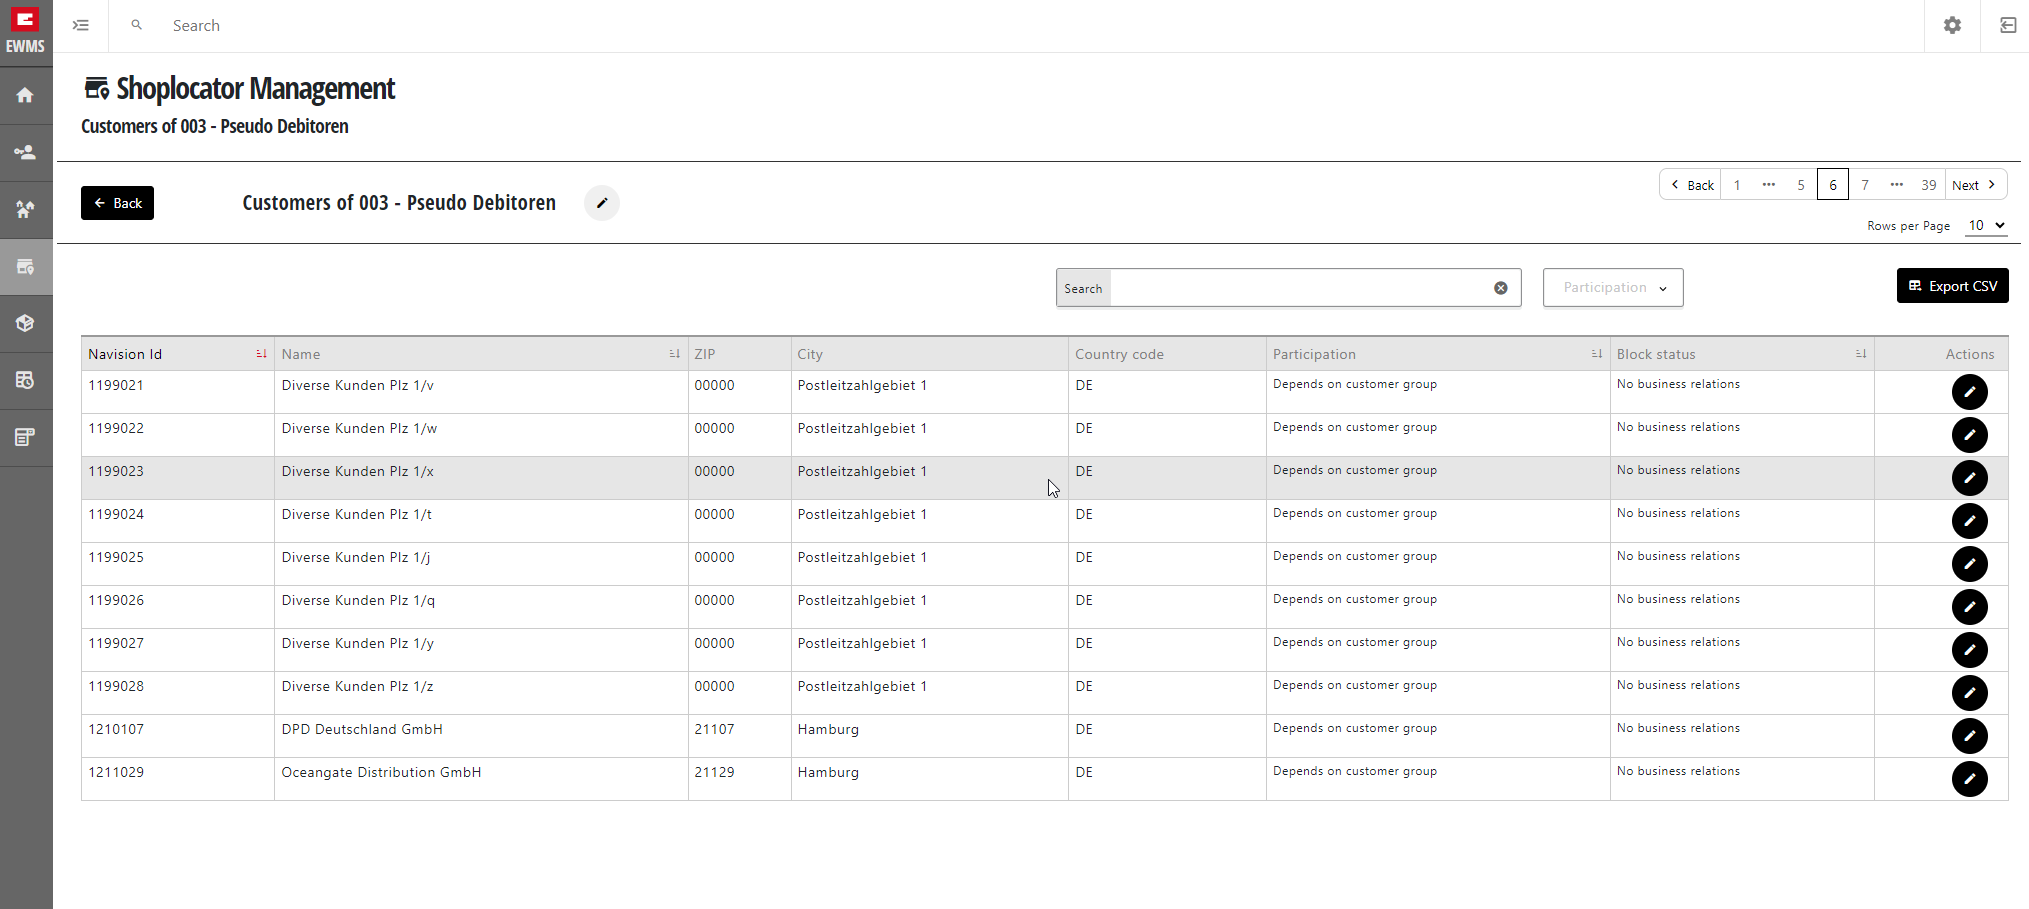 EWMS
Search
Shoplocator Management
Customers of 003 - Pseudo Debitoren
Back
Customers of 003 - Pseudo Debitoren
Back 1 ••• 5 6 7 ••• 39 Next
Rows per Page 10
Search
Participation
Export CSV
Navision Id Name ZIP City Country code Participation Block status Actions
1199021 Diverse Kunden Plz 1/v 00000 Postleitzahlgebiet 1 DE Depends on customer group No business relations
1199022 Diverse Kunden Plz 1/w 00000 Postleitzahlgebiet 1 DE Depends on customer group No business relations
1199023 Diverse Kunden Plz 1/x 00000 Postleitzahlgebiet 1 DE Depends on customer group No business relations
1199024 Diverse Kunden Plz 1/t 00000 Postleitzahlgebiet 1 DE Depends on customer group No business relations
1199025 Diverse Kunden Plz 1/j 00000 Postleitzahlgebiet 1 DE Depends on customer group No business relations
1199026 Diverse Kunden Plz 1/q 00000 Postleitzahlgebiet 1 DE Depends on customer group No business relations
1199027 Diverse Kunden Plz 1/y 00000 Postleitzahlgebiet 1 DE Depends on customer group No business relations
1199028 Diverse Kunden Plz 1/z 00000 Postleitzahlgebiet 1 DE Depends on customer group No business relations
1210107 DPD Deutschland GmbH 21107 Hamburg DE Depends on customer group No business relations
1211029 Oceangate Distribution GmbH 21129 Hamburg DE Depends on customer group No business relations